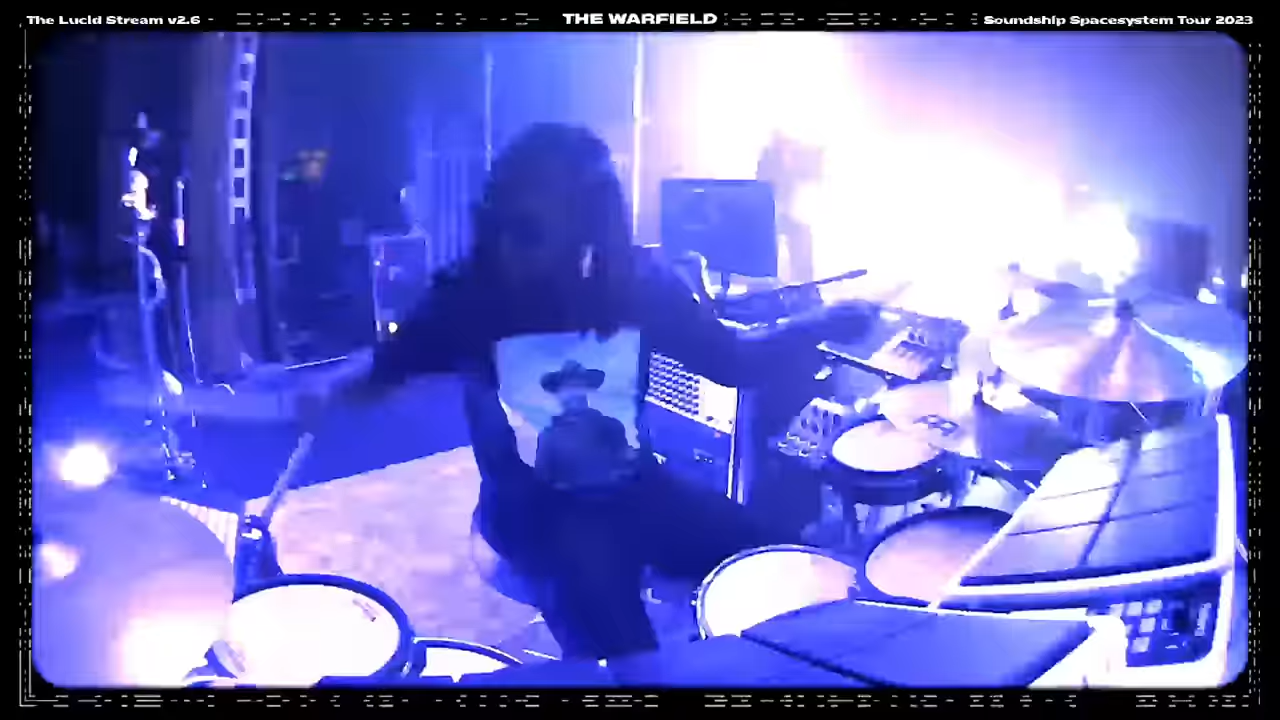 The Lucid Stream v2.6
THE WARFIELD
Soundship Spacesystem Tour 2023